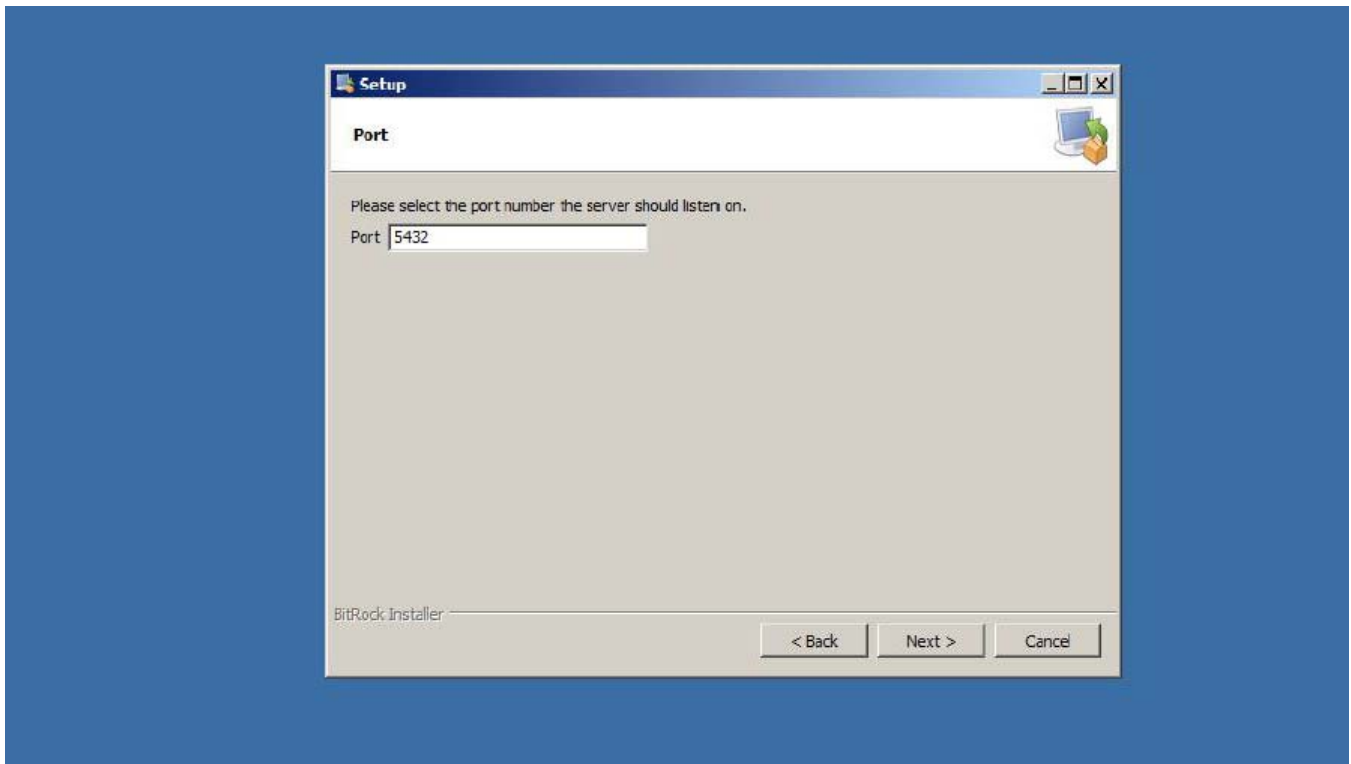 Setup
Port
Please select the port number the server should listen on.
Port 5432
BitRock Installer
< Back Next > Cancel